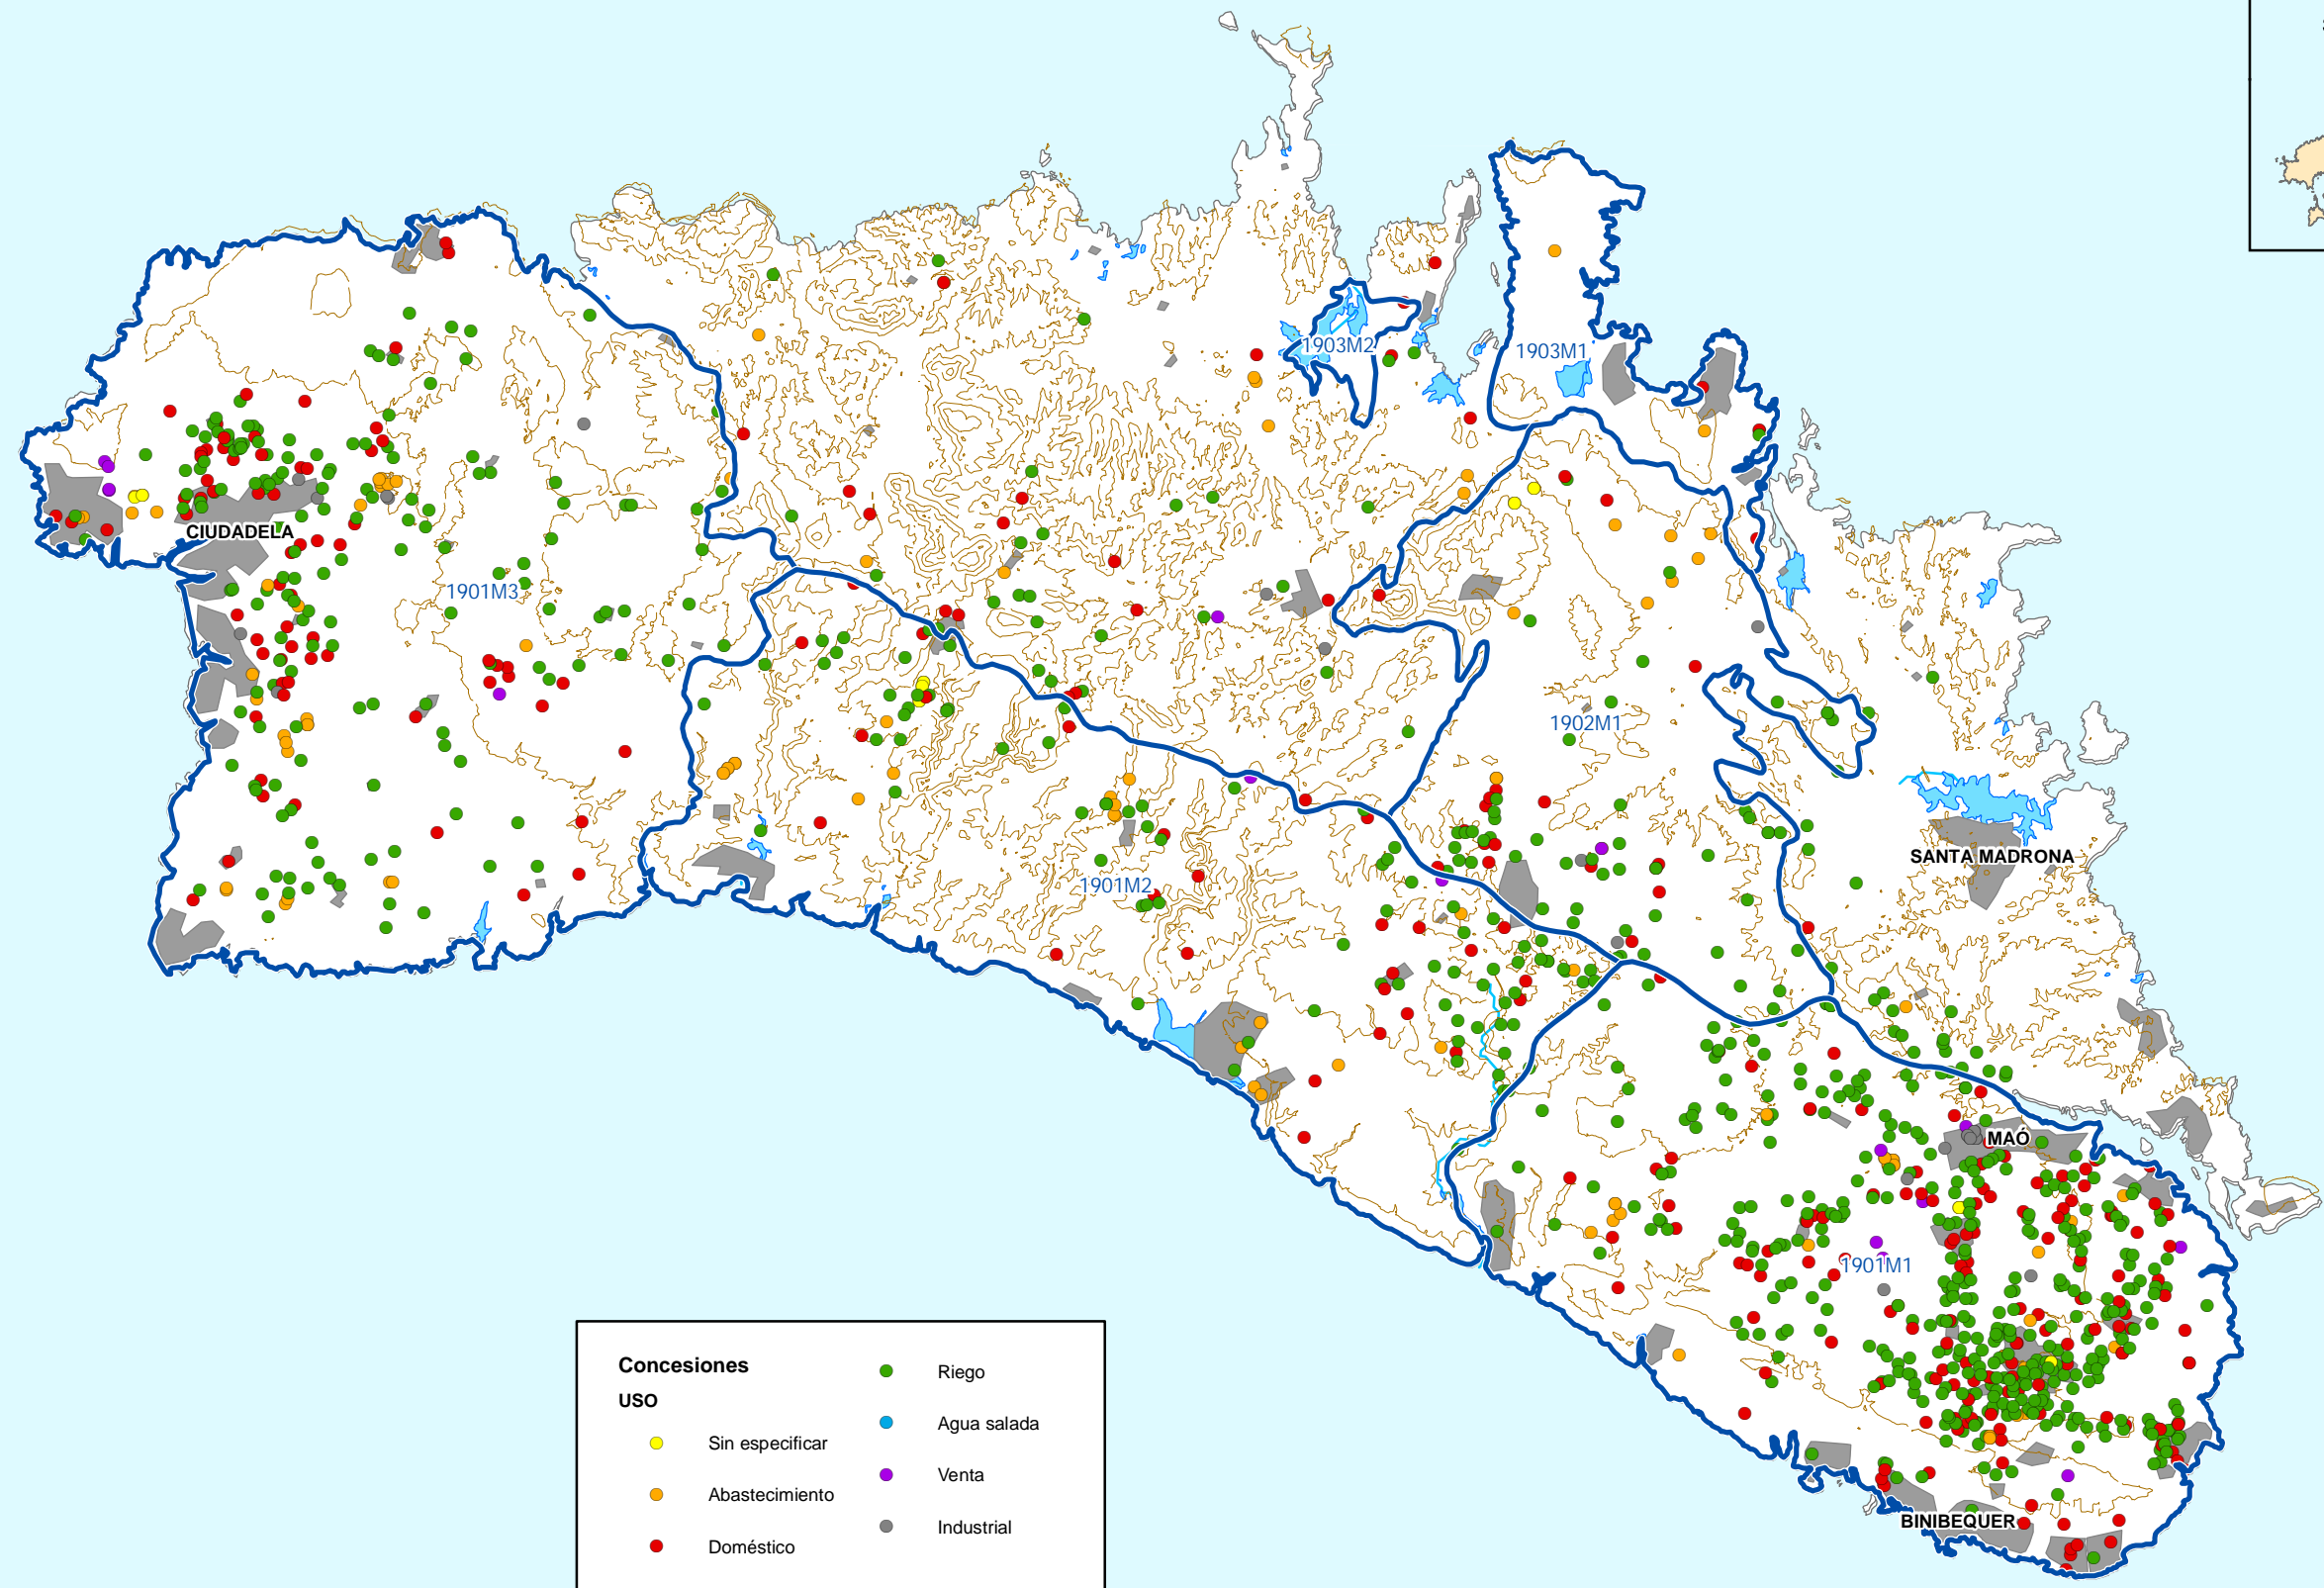 1903M2
1903M1
CIUDADELA
1901M3
1902M1
SANTA MADRONA
1901M2
MAÓ
1901M1
BINIBEQUER
Concesiones
USO
Sin especificar
Abastecimiento
Doméstico
Riego
Agua salada
Venta
Industrial